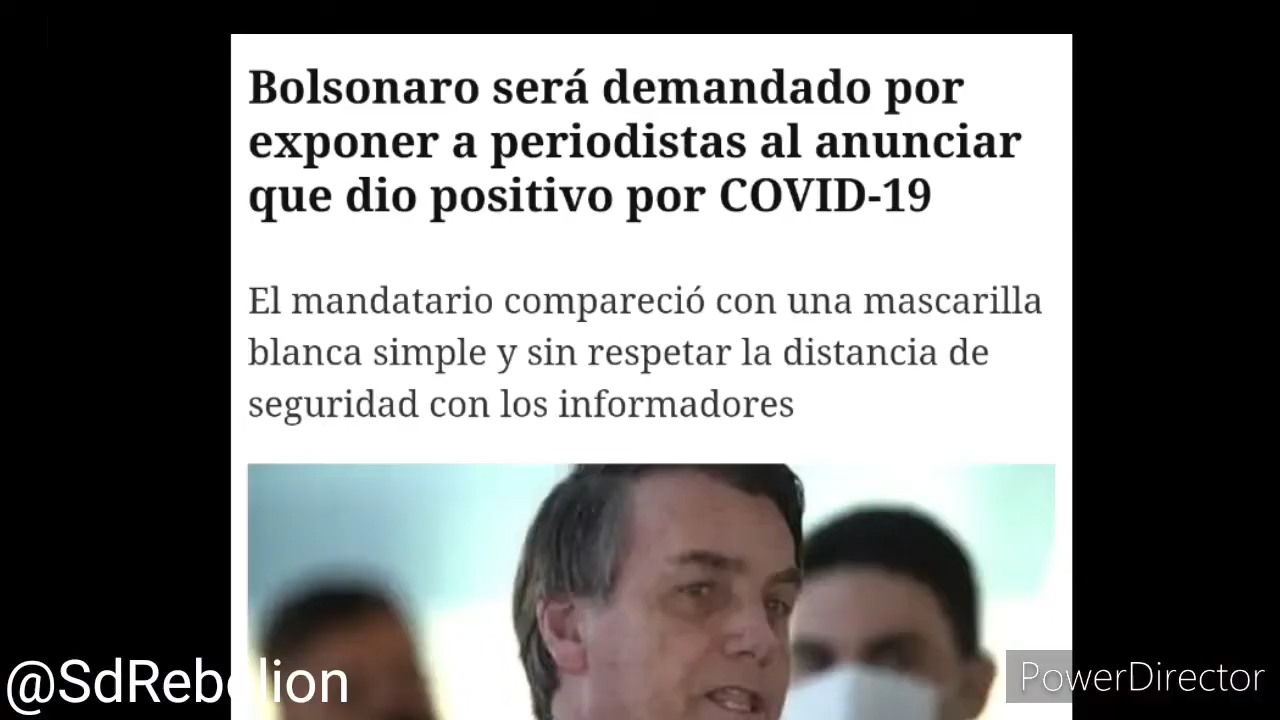 Bolsonaro será demandado por
exponer a periodistas al anunciar
que dio positivo por COVID-19
El mandatario compareció con una mascarilla
blanca simple y sin respetar la distancia de
seguridad con los informadores
@SdRebelion
PowerDirector